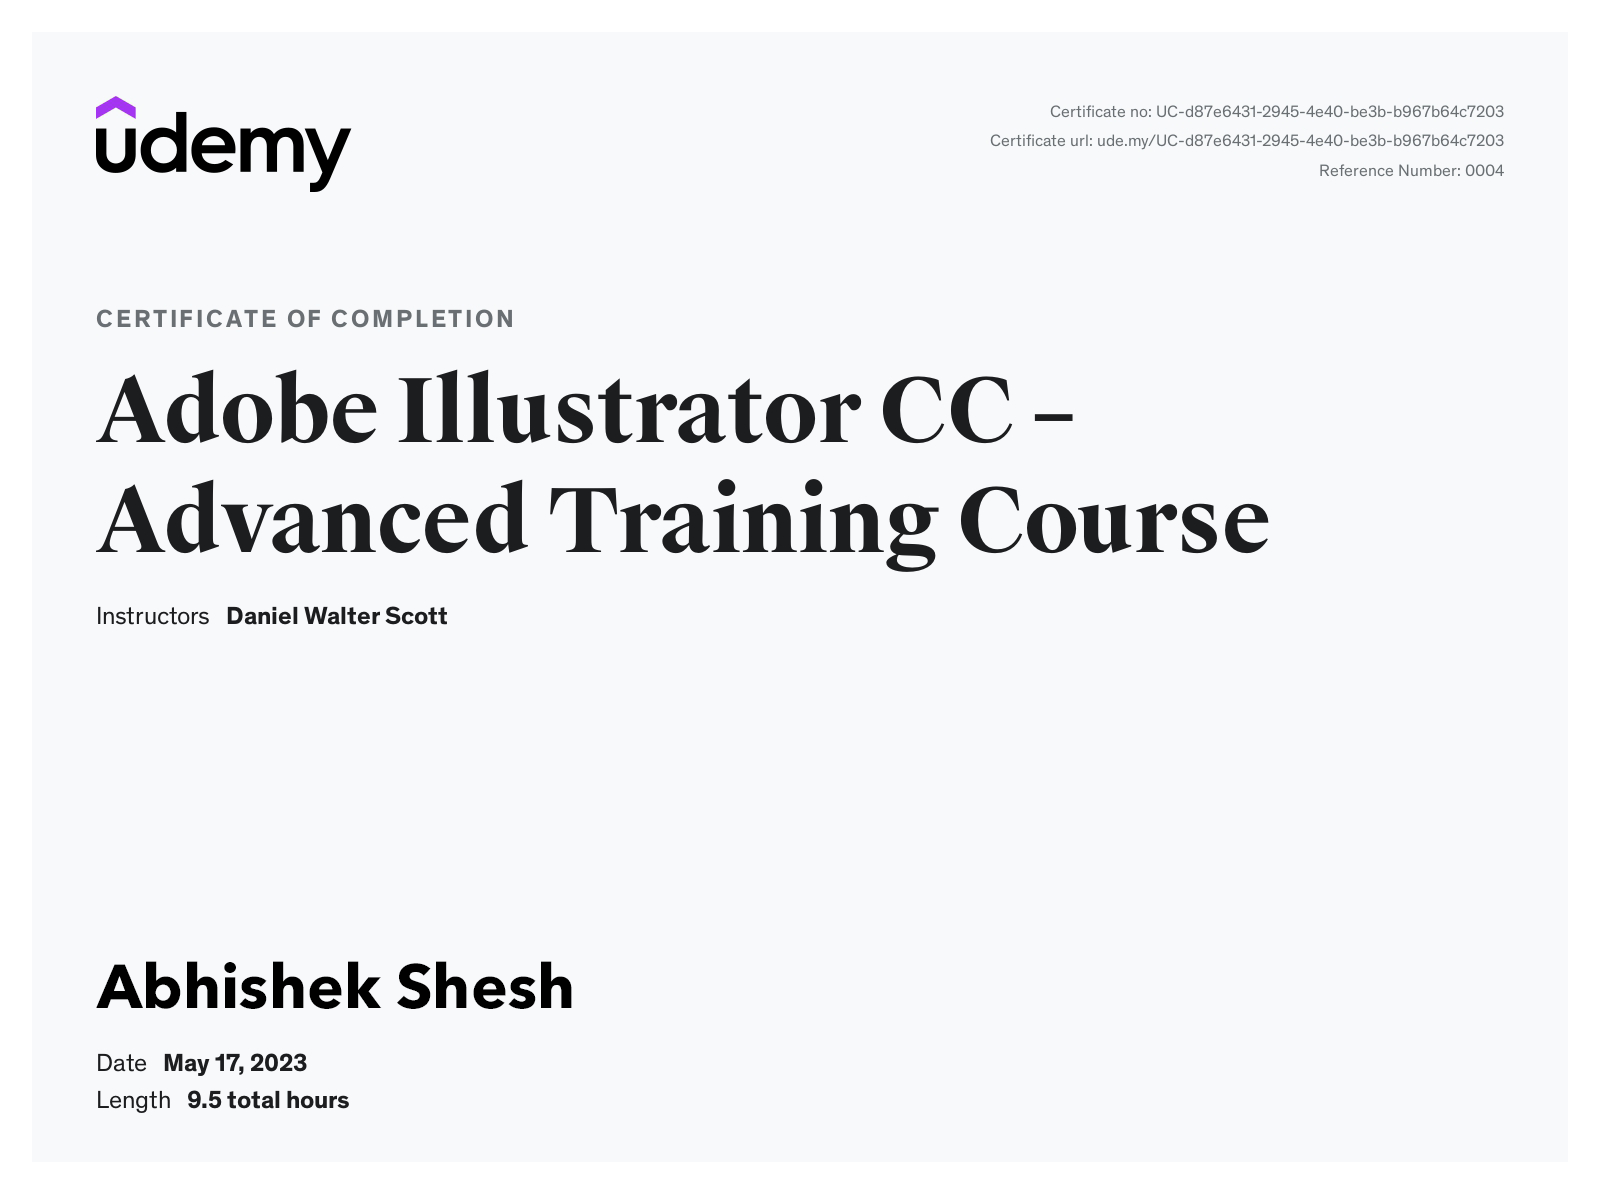 udemy
Certificate no: UC-d87e6431-2945-4e40-be3b-b967b64c7203
Certificate url: ude.my/UC-d87e6431-2945-4e40-be3b-b967b64c7203
Reference Number: 0004
CERTIFICATE OF COMPLETION
Adobe Illustrator CC –
Advanced Training Course
Instructors Daniel Walter Scott
Abhishek Shesh
Date May 17, 2023
Length 9.5 total hours